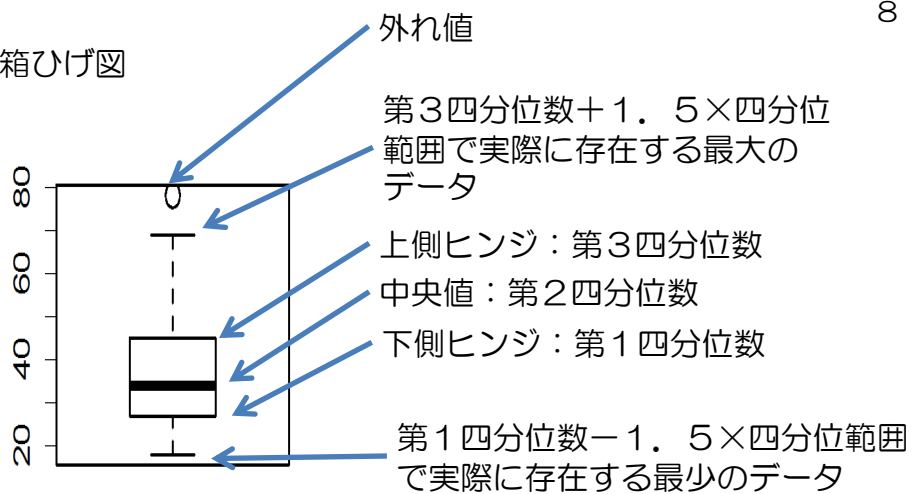 8
箱ひげ図
外れ値
第3四分位数+1.5×四分位
範囲で実際に存在する最大の
データ
上側ヒンジ:第3四分位数
中央値:第2四分位数
下側ヒンジ:第1四分位数
第1四分位数-1.5×四分位範囲
で実際に存在する最少のデータ
80
60
40
20